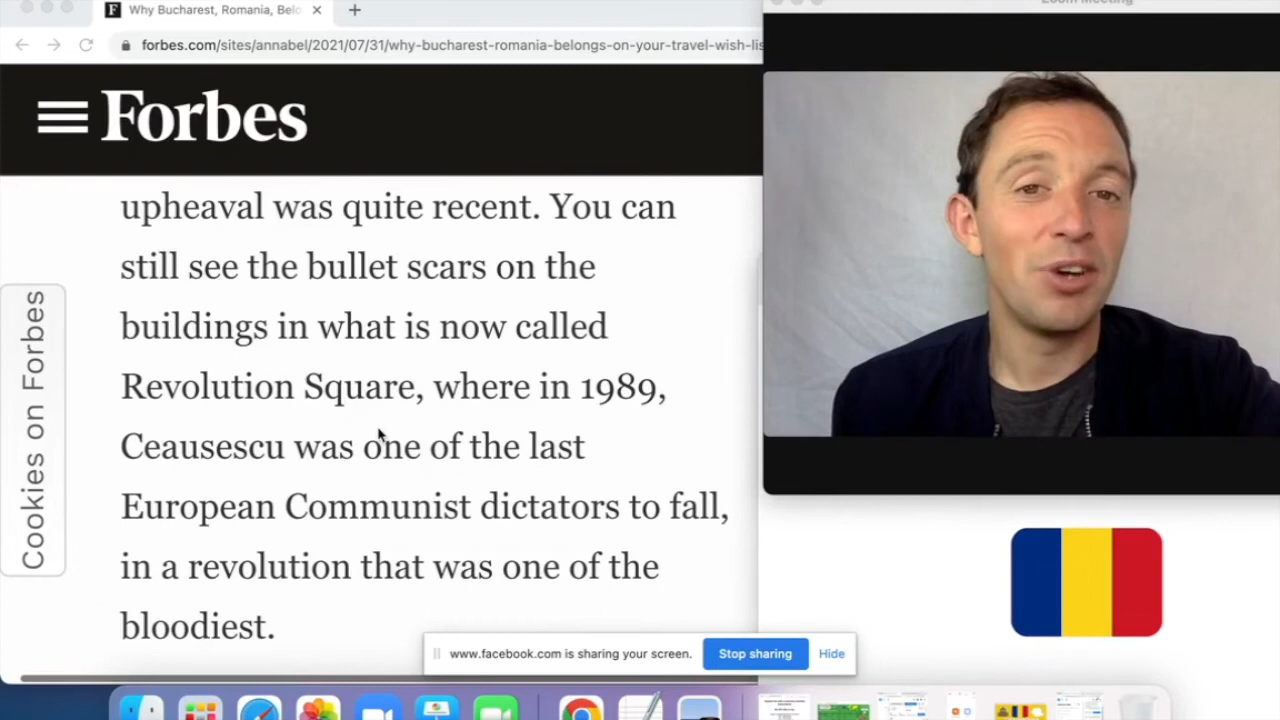 Why Bucharest, Romania, Belo
Zoom Meeting
forbes.com/sites/annabel/2021/07/31/why-bucharest-romania-belongs-on-your-travel-wish-lis
Forbes
upheaval was quite recent. You can
still see the bullet scars on the
buildings in what is now called
Revolution Square, where in 1989,
Ceausescu was one of the last
European Communist dictators to fall,
in a revolution that was one of the
bloodiest.
Cookies on Forbes
www.facebook.com is sharing your screen.
Stop sharing
Hide